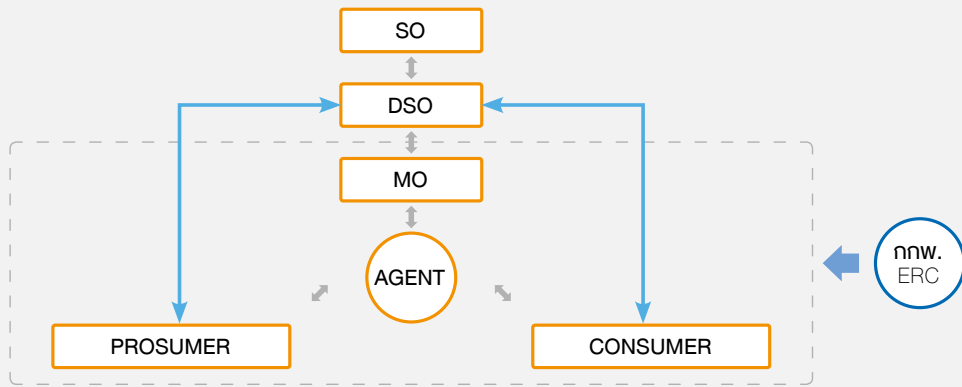 SO
DSO
MO
AGENT
กกพ.
ERC
PROSUMER
CONSUMER